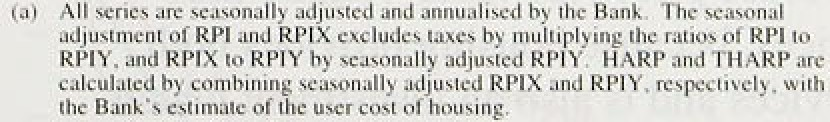 (a) All series are seasonally adjusted and annualised by the Bank. The seasonal
adjustment of RPI and RPIX excludes taxes by multiplying the ratios of RPI to
RPIY, and RPIX to RPIY by seasonally adjusted RPIY. HARP and THARP are
calculated by combining seasonally adjusted RPIX and RPIY, respectively, with
the Bank's estimate of the user cost of housing.